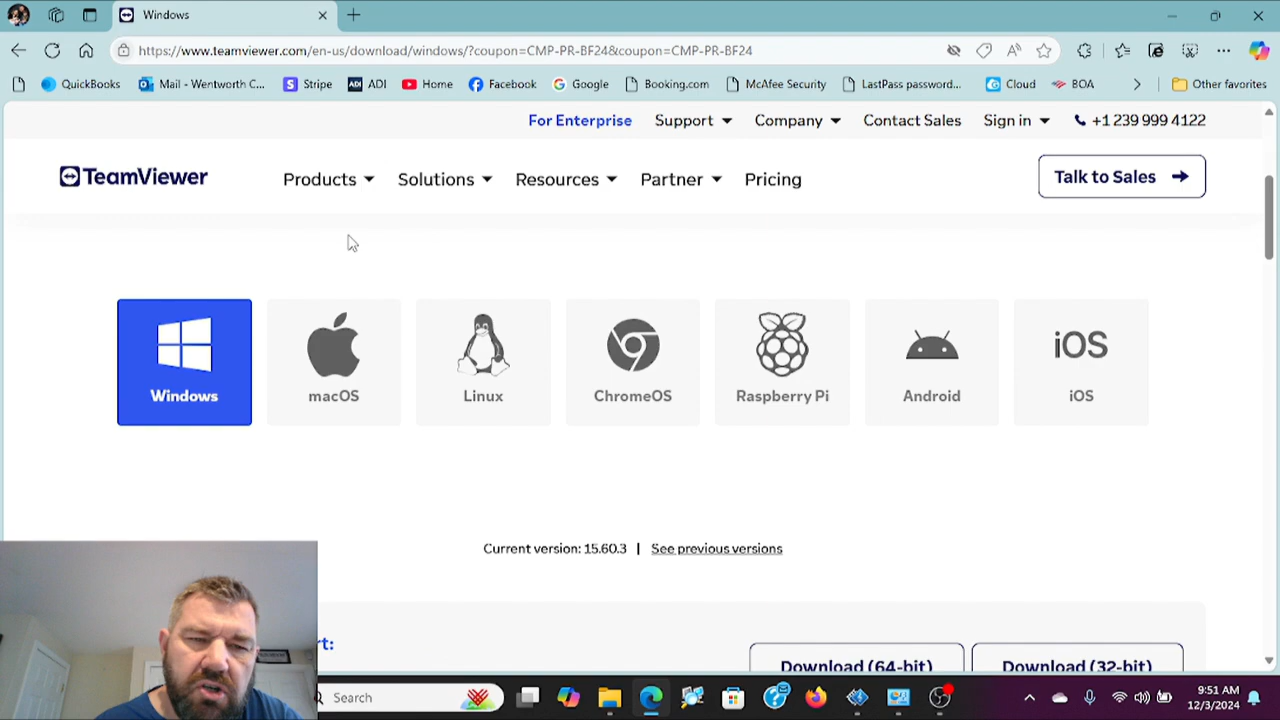 Windows
https://www.teamviewer.com/en-us/download/windows/?coupon=CMP-PR-BF24&coupon=CMP-PR-BF24
QuickBooks Mail - Wentworth C... Stripe ADI ADI Home Facebook Google Booking.com McAfee Security LastPass password... Cloud BOA Other favorites
For Enterprise Support Company Contact Sales Sign in +1 239 999 4122
TeamViewer Products Solutions Resources Partner Pricing Talk to Sales
iOS
Windows macOS Linux ChromeOS Raspberry Pi Android iOS
Current version: 15.60.3 | See previous versions
rt:
Download (64-bit) Download (32-bit)
Search
9:51 AM
12/3/2024